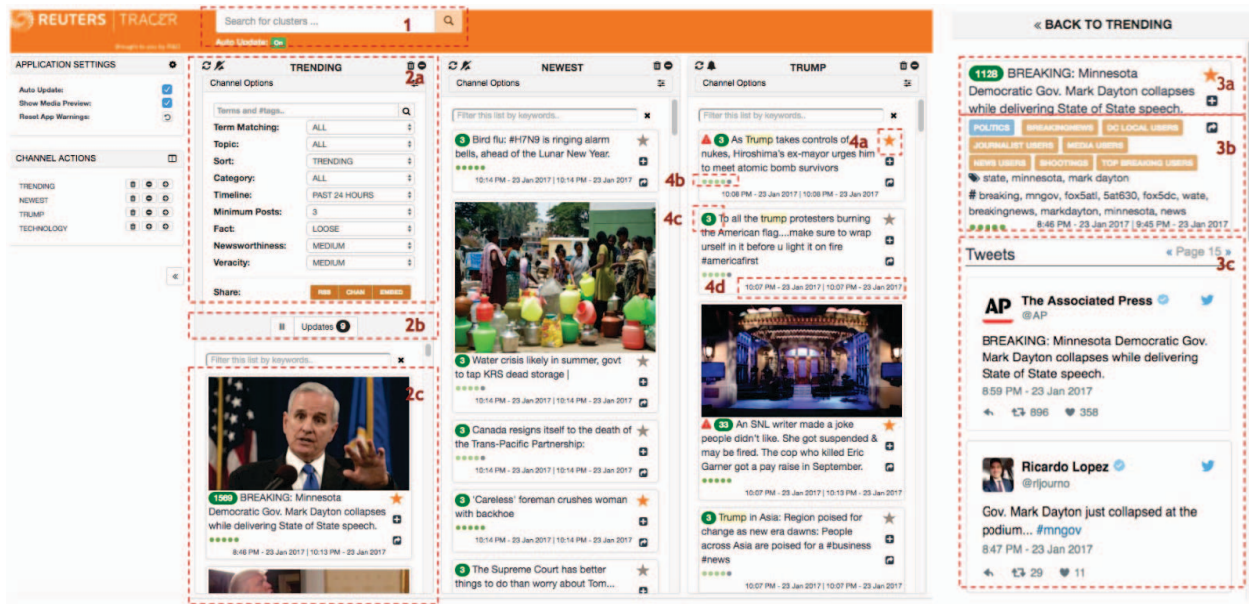 REUTERS | TRACER
Brought to you by R&D
Search for clusters ...
1
Auto Update: On
APPLICATION SETTINGS
Auto Update:
Show Media Preview:
Reset App Warnings:
CHANNEL ACTIONS
TRENDING
NEWEST
TRUMP
TECHNOLOGY
«
TRENDING
2a
Channel Options
Terms and #tags..
Term Matching: ALL
Topic: ALL
Sort: TRENDING
Category: ALL
Timeline: PAST 24 HOURS
Minimum Posts: 3
Fact: LOOSE
Newsworthiness: MEDIUM
Veracity: MEDIUM
Share: RSS CHAN EMBED
Updates 9
2b
Filter this list by keywords..
2c
1569 BREAKING: Minnesota
Democratic Gov. Mark Dayton collapses
while delivering State of State speech.
8:46 PM - 23 Jan 2017 | 10:13 PM - 23 Jan 2017
NEWEST
Channel Options
Filter this list by keywords..
3 Bird flu: #H7N9 is ringing alarm
bells, ahead of the Lunar New Year.
10:14 PM - 23 Jan 2017 | 10:14 PM - 23 Jan 2017
3 Water crisis likely in summer, govt
to tap KRS dead storage |
10:14 PM - 23 Jan 2017 | 10:14 PM - 23 Jan 2017
3 Canada resigns itself to the death of
the Trans-Pacific Partnership:
10:14 PM - 23 Jan 2017 | 10:14 PM - 23 Jan 2017
3 'Careless' foreman crushes woman
with backhoe
10:14 PM - 23 Jan 2017 | 10:14 PM - 23 Jan 2017
3 The Supreme Court has better
things to do than worry about Tom...
TRUMP
Channel Options
Filter this list by keywords..
4a
3 As Trump takes controls of
nukes, Hiroshima's ex-mayor urges him
to meet atomic bomb survivors
4b
10:08 PM - 23 Jan 2017 | 10:08 PM - 23 Jan 2017
4c
3 To all the trump protesters burning
the American flag....make sure to wrap
urself in it before u light it on fire
#americafirst
4d
10:07 PM - 23 Jan 2017 | 10:07 PM - 23 Jan 2017
33 An SNL writer made a joke
people didn't like. She got suspended &
may be fired. The cop who killed Eric
Garner got a pay raise in September.
10:07 PM - 23 Jan 2017 | 10:13 PM - 23 Jan 2017
3 Trump in Asia: Region poised for
change as new era dawns: People
across Asia are poised for a #business
#news
10:07 PM - 23 Jan 2017 | 10:07 PM - 23 Jan 2017
« BACK TO TRENDING
1128 BREAKING: Minnesota
Democratic Gov. Mark Dayton collapses
while delivering State of State speech.
3a
POLITICS BREAKINGNEWS DC LOCAL USERS
JOURNALIST USERS MEDIA USERS
3b
NEWS USERS SHOOTINGS TOP BREAKING USERS
state, minnesota, mark dayton
# breaking, mngov, fox5atl, 5at630, fox5dc, wate,
breakingnews, markdayton, minnesota, news
8:46 PM - 23 Jan 2017 | 9:45 PM - 23 Jan 2017
Tweets
« Page 15 »
3c
AP
The Associated Press
@AP
BREAKING: Minnesota Democratic Gov.
Mark Dayton collapses while delivering
State of State speech.
8:59 PM - 23 Jan 2017
896 358
Ricardo Lopez
@rljourno
Gov. Mark Dayton just collapsed at the
podium... #mngov
8:47 PM - 23 Jan 2017
29 11